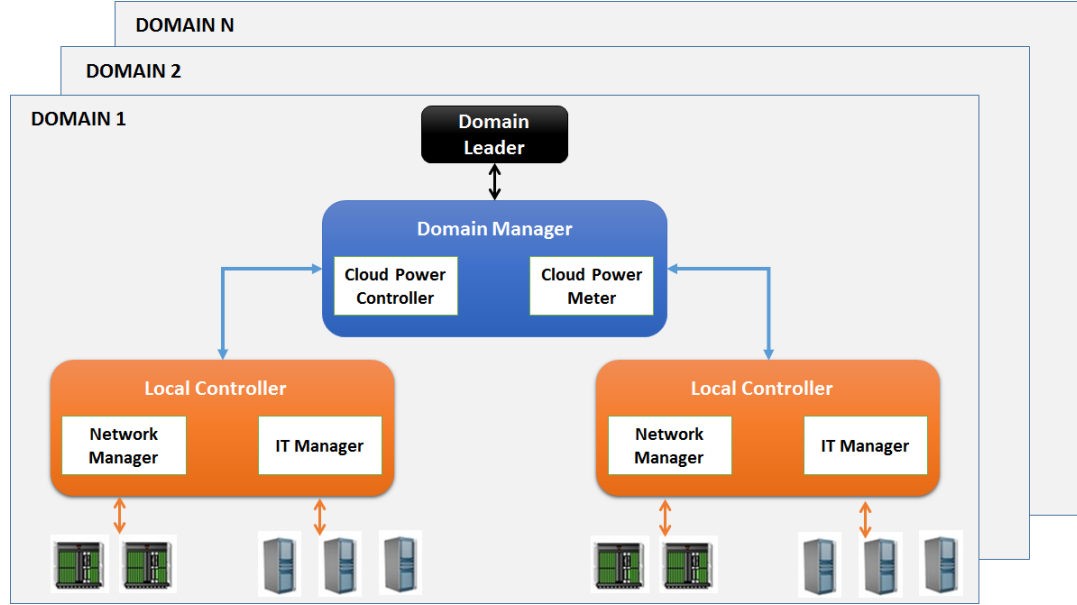 DOMAIN N
DOMAIN 2
DOMAIN 1
Domain
Leader
Domain Manager
Cloud Power
Controller
Cloud Power
Meter
Local Controller
Network
Manager
IT Manager
Local Controller
Network
Manager
IT Manager